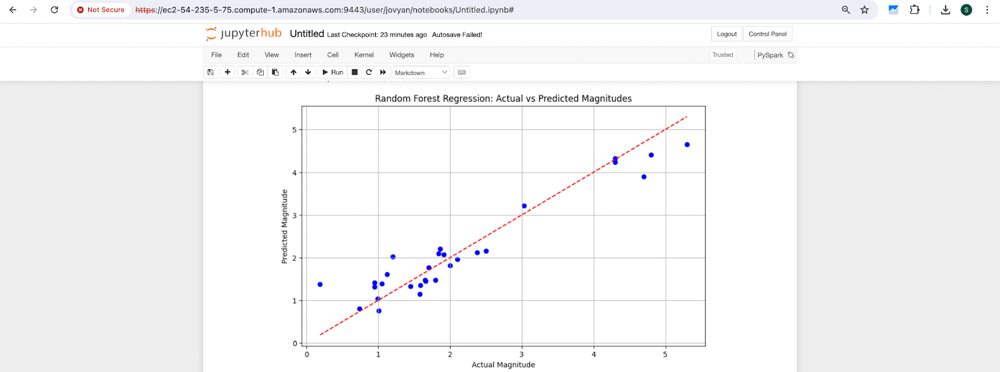 Not Secure https://ec2-54-235-5-75.compute-1.amazonaws.com:9443/user/jovyan/notebooks/Untitled.ipynb# S
jupyterhub Untitled Last Checkpoint: 23 minutes ago Autosave Failed! Logout Control Panel
File Edit View Insert Cell Kernel Widgets Help Trusted PySpark
Run Markdown
Random Forest Regression: Actual vs Predicted Magnitudes
5
4
3
2
1
0
Predicted Magnitude
0 1 2 3 4 5
Actual Magnitude